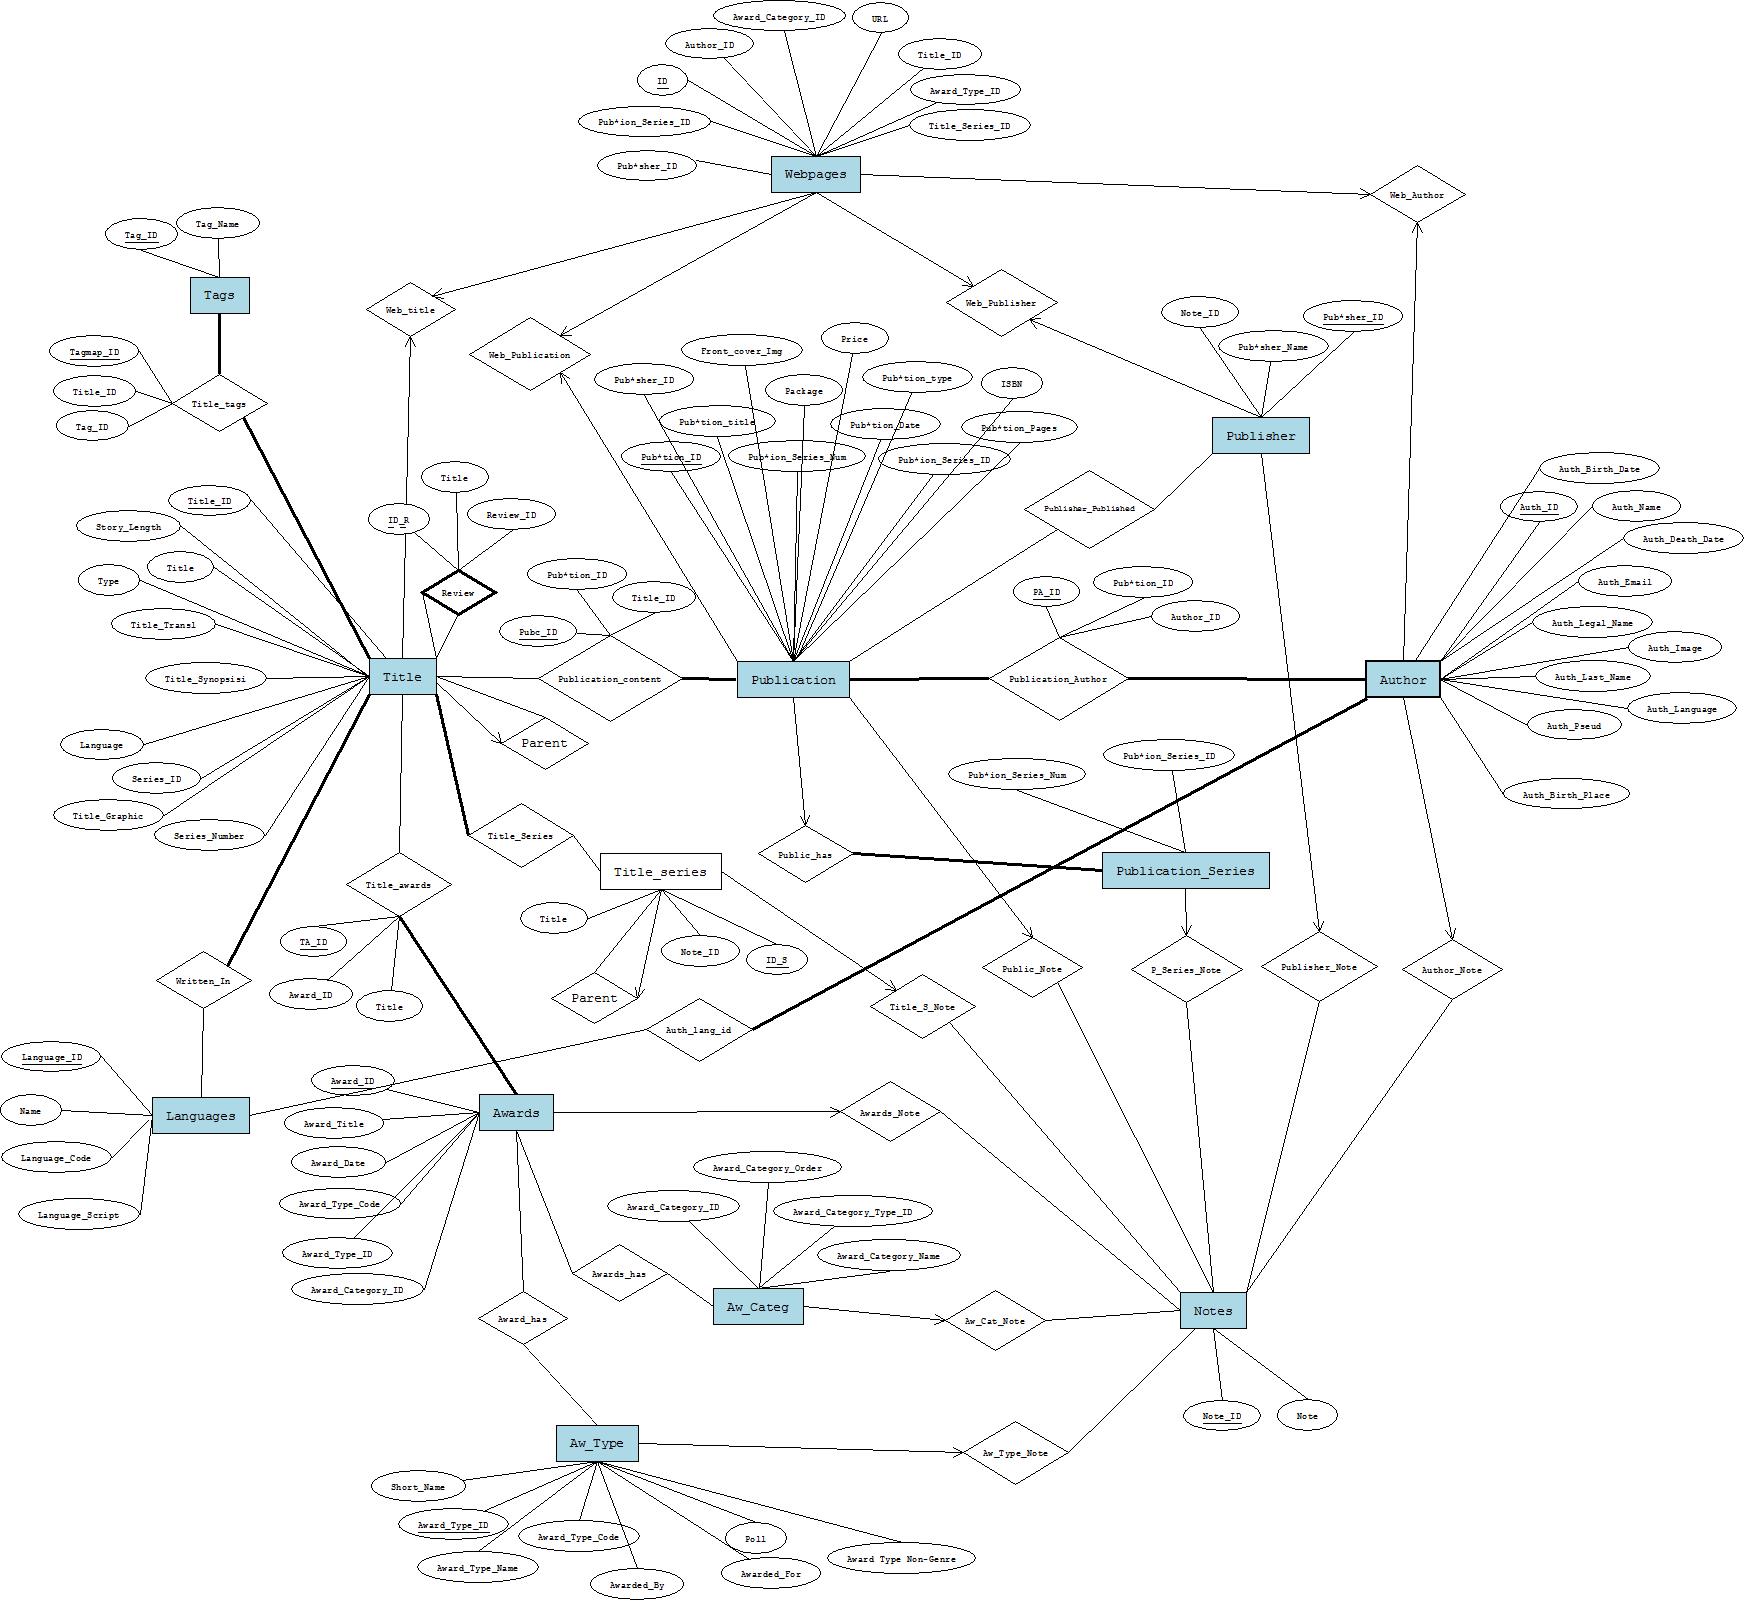 Award_Category_ID
URL
Author_ID
Title_ID
ID
Award_Type_ID
Pub*ion_Series_ID
Title_Series_ID
Pub*sher_ID
Webpages
Web_Author
Tag_ID
Tag_Name
Tags
Web_title
Web_Publisher
Note_ID
Pub*sher_ID
Pub*sher_Name
Web_Publication
Front_cover_Img
Price
Tagmap_ID
Title_ID
Tag_ID
Title_tags
Pub*sher_ID
Package
Pub*tion_type
ISBN
Pub*tion_title
Pub*tion_Date
Pub*tion_Pages
Publisher
Pub*tion_ID
Pub*ion_Series_Num
Pub*ion_Series_ID
Auth_Birth_Date
Title
Title_ID
ID_R
Review_ID
Publisher_Published
Auth_ID
Auth_Name
Story_Length
Auth_Death_Date
Title
Type
Review
Pub*tion_ID
Title_ID
PA_ID
Pub*tion_ID
Author_ID
Auth_Email
Title_Transl
Pubc_ID
Auth_Legal_Name
Auth_Image
Title_Synopsisi
Title
Publication_content
Publication
Publication_Author
Author
Auth_Last_Name
Auth_Language
Auth_Pseud
Language
Parent
Pub*ion_Series_Num
Pub*ion_Series_ID
Series_ID
Auth_Birth_Place
Title_Graphic
Series_Number
Title_Series
Public_has
Title_awards
Title_series
Publication_Series
Title
TA_ID
Note_ID
ID_S
Written_In
Award_ID
Title
Parent
Public_Note
P_Series_Note
Publisher_Note
Author_Note
Title_S_Note
Auth_lang_id
Language_ID
Award_ID
Name
Languages
Award_Title
Awards
Awards_Note
Language_Code
Award_Date
Award_Category_Order
Award_Type_Code
Award_Category_ID
Award_Category_Type_ID
Language_Script
Award_Type_ID
Award_Category_Name
Awards_has
Award_Category_ID
Aw_Categ
Notes
Award_has
Aw_Cat_Note
Note_ID
Note
Aw_Type
Aw_Type_Note
Short_Name
Award_Type_ID
Award_Type_Code
Poll
Award Type Non-Genre
Award_Type_Name
Awarded_By
Awarded_For